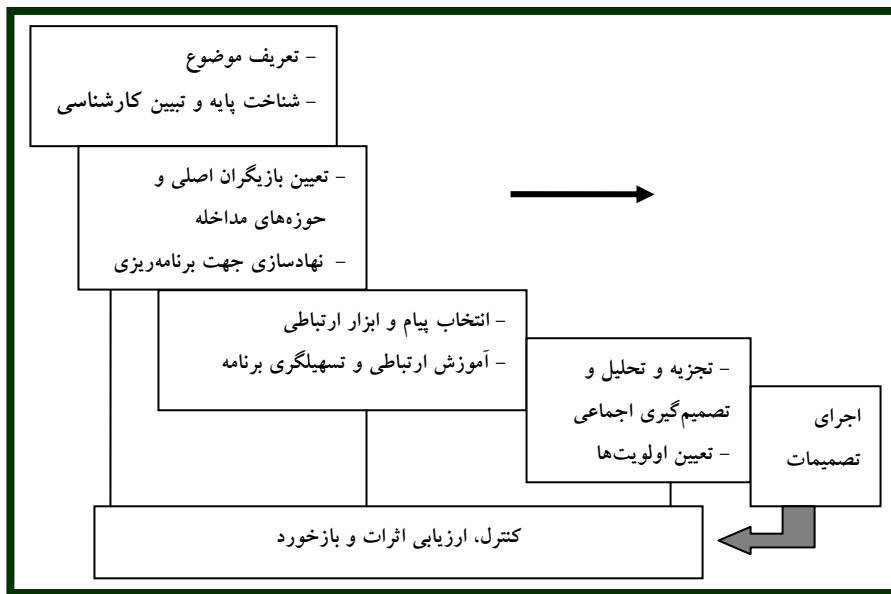 - تعریف موضوع
- شناخت پایه و تبیین کارشناسی
- تعیین بازیگران اصلی و
حوزه‌های مداخله
- نهادسازی جهت برنامه‌ریزی
- انتخاب پیام و ابزار ارتباطی
- آموزش ارتباطی و تسهیلگری برنامه
- تجزیه و تحلیل و
تصمیم‌گیری اجماعی
- تعیین اولویت‌ها
اجرای
تصمیمات
کنترل، ارزیابی اثرات و بازخورد